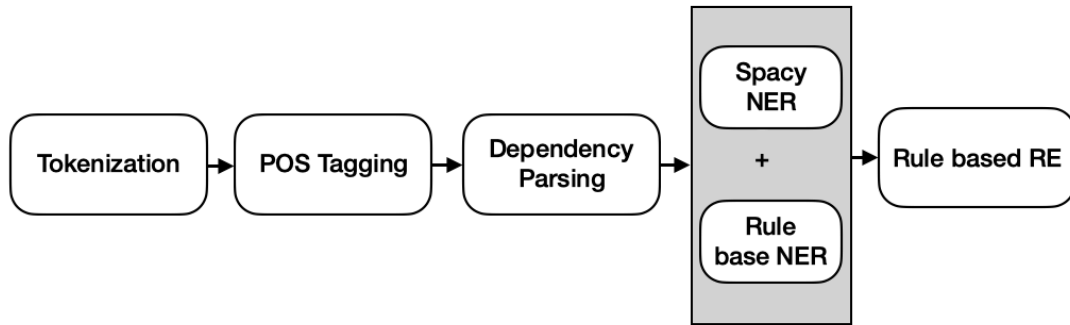 Tokenization
POS Tagging
Dependency
Parsing
Spacy
NER
+
Rule
base NER
Rule based RE